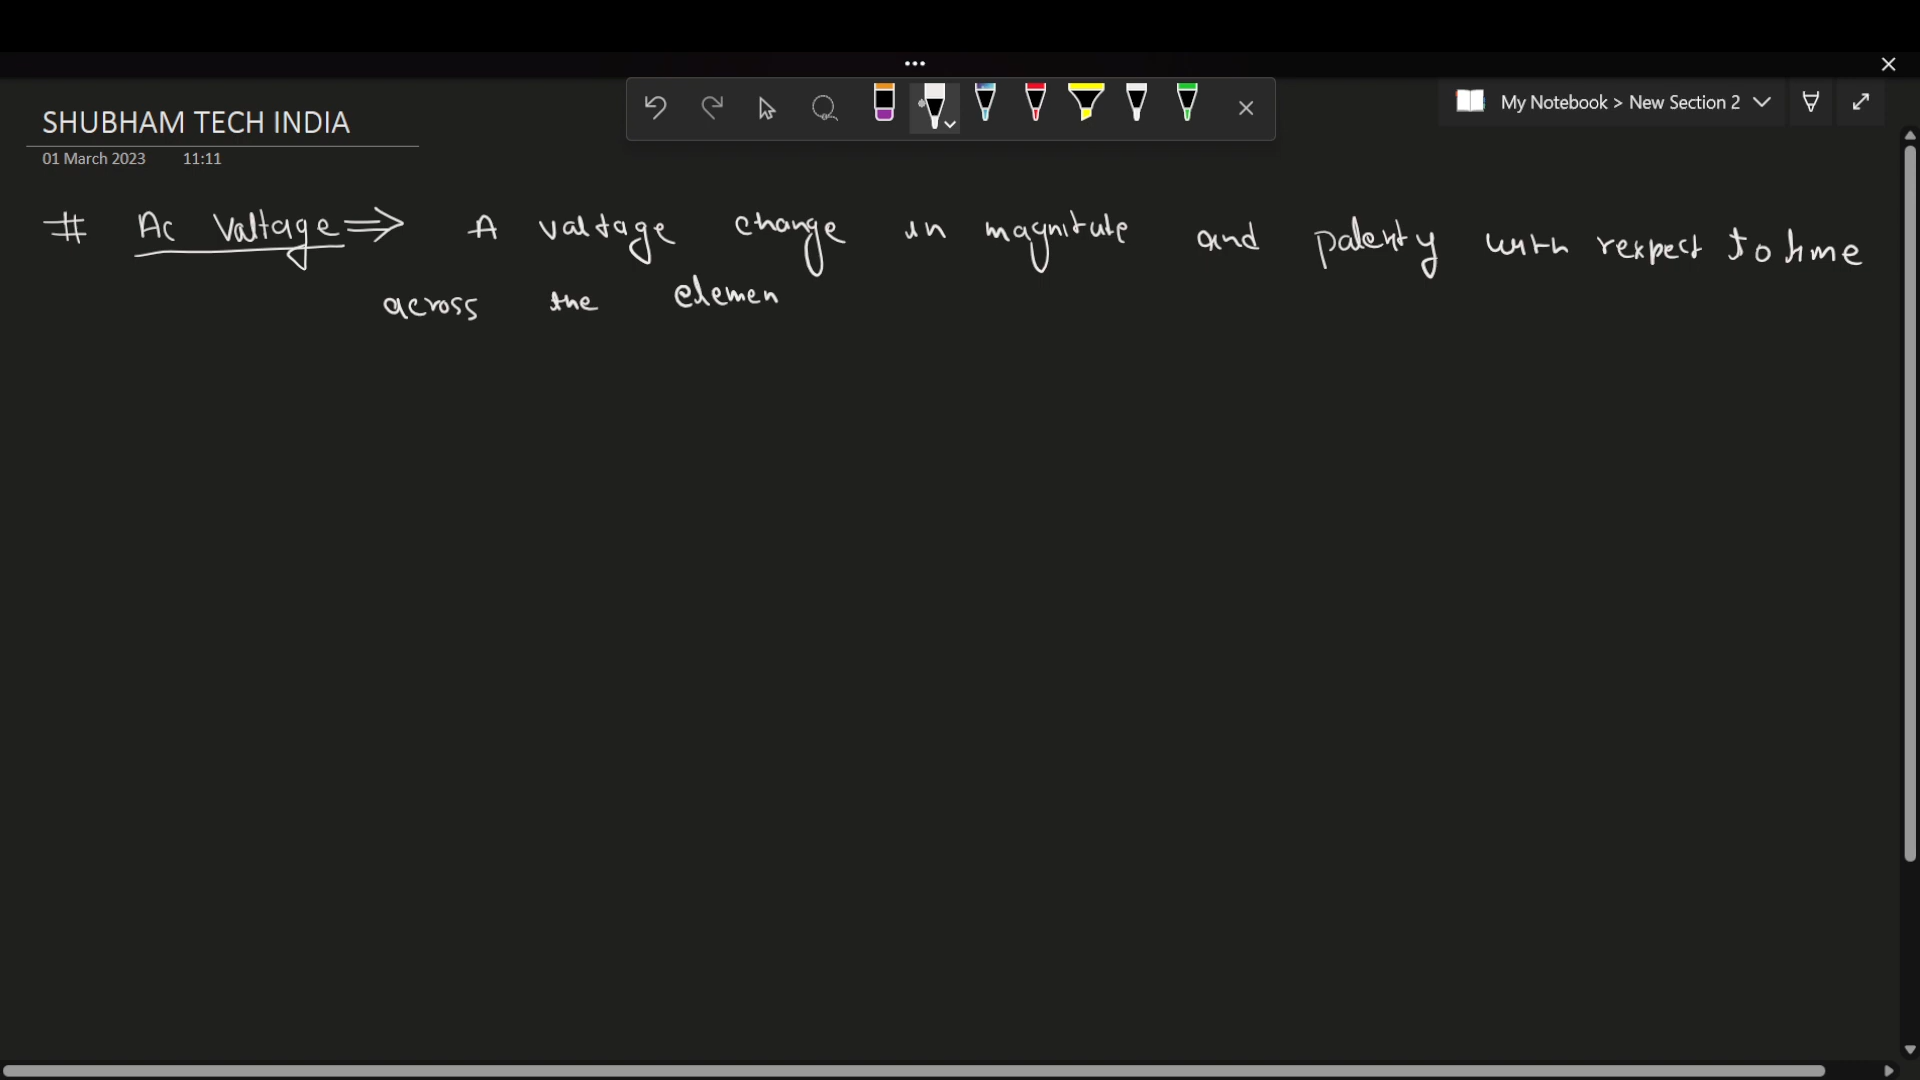 My Notebook > New Section 2
SHUBHAM TECH INDIA
01 March 2023 11:11
# Ac Valtage ⇒ A valtage change in magnitute and palerity with respect to time
across the elemen